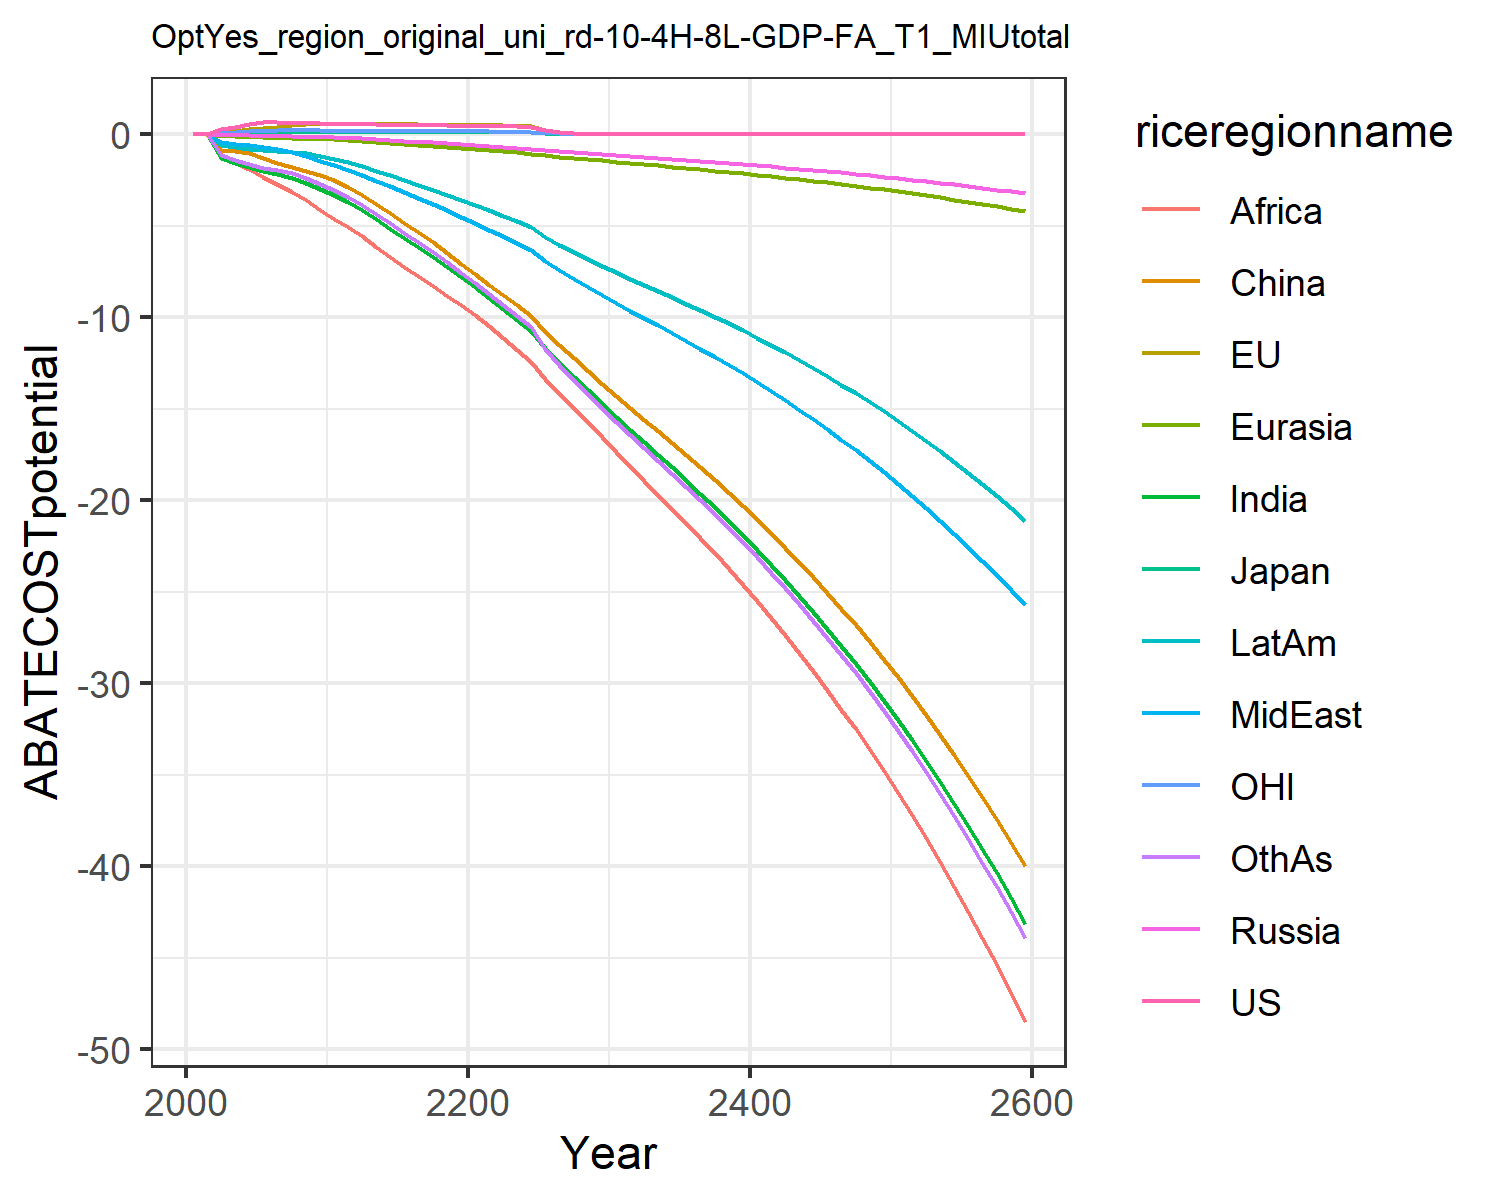 OptYes_region_original_uni_rd-10-4H-8L-GDP-FA_T1_MIUtotal
ABATECOSTpotential
0
-10
-20
-30
-40
-50
2000 2200 2400 2600
Year
riceregionname
Africa
China
EU
Eurasia
India
Japan
LatAm
MidEast
OHI
OthAs
Russia
US